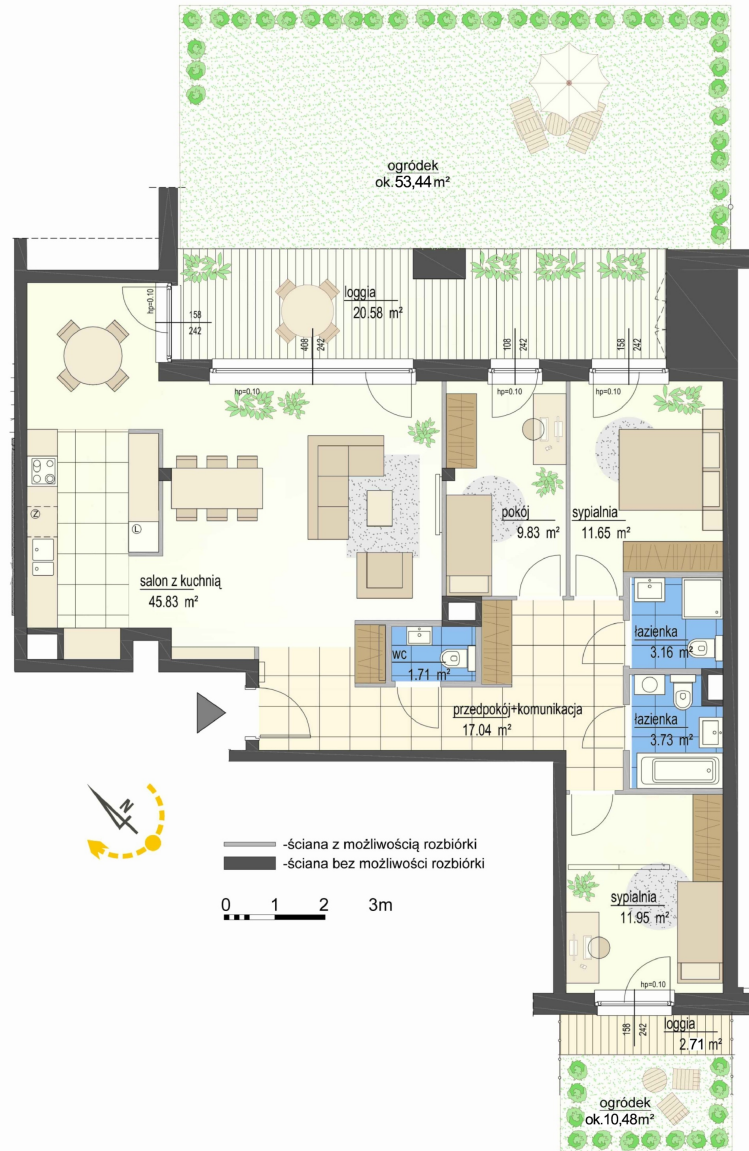 ogródek
ok.53,44m²
hp=0.10
158
242
loggia
20.58 m²
408
242
108
242
158
242
hp=0.10
hp=0.10
hp=0.10
pokój
9.83 m²
sypialnia
11.65 m²
Z
L
salon z kuchnią
45.83 m²
wc
1.71 m²
łazienka
3.16 m²
przedpokój+komunikacja
17.04 m²
łazienka
3.73 m²
N
-ściana z możliwością rozbiórki
-ściana bez możliwości rozbiórki
0 1 2 3m
sypialnia
11.95 m²
hp=0.10
158
242
loggia
2.71 m²
ogródek
ok.10,48m²